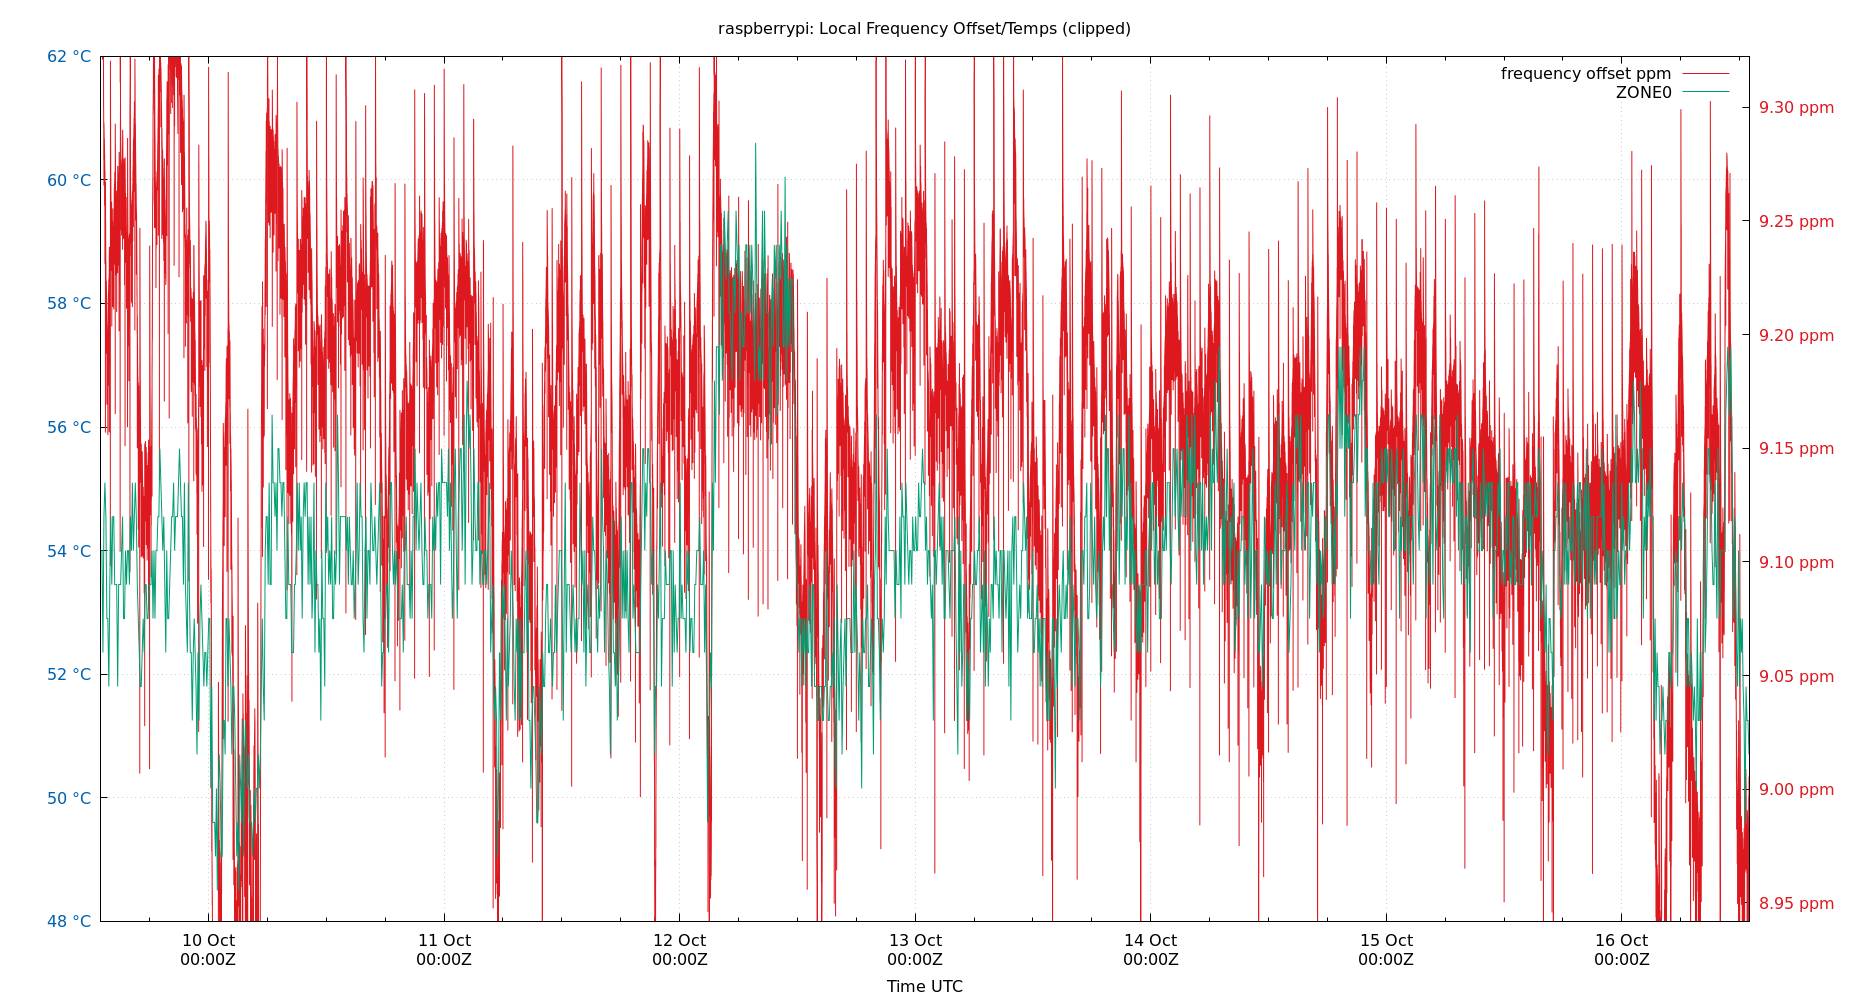 raspberrypi: Local Frequency Offset/Temps (clipped)
frequency offset ppm
ZONE0
62 °C
60 °C
58 °C
56 °C
54 °C
52 °C
50 °C
48 °C
9.30 ppm
9.25 ppm
9.20 ppm
9.15 ppm
9.10 ppm
9.05 ppm
9.00 ppm
8.95 ppm
10 Oct 11 Oct 12 Oct 13 Oct 14 Oct 15 Oct 16 Oct
00:00Z 00:00Z 00:00Z 00:00Z 00:00Z 00:00Z 00:00Z
Time UTC